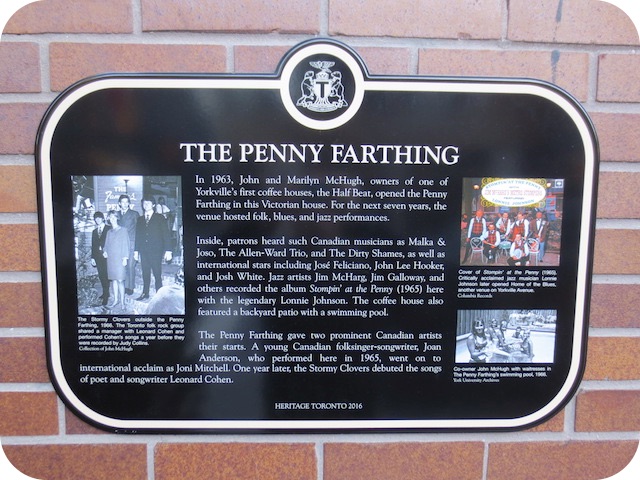 T
THE PENNY FARTHING
In 1963, John and Marilyn McHugh, owners of one of
Yorkville's first coffee houses, the Half Beat, opened the Penny
Farthing in this Victorian house. For the next seven years, the
venue hosted folk, blues, and jazz performances.
Inside, patrons heard such Canadian musicians as Malka &
Joso, The Allen-Ward Trio, and The Dirty Shames, as well as
international stars including José Feliciano, John Lee Hooker,
and Josh White. Jazz artists Jim McHarg, Jim Galloway, and
others recorded the album Stompin' at the Penny (1965) here
with the legendary Lonnie Johnson. The coffee house also
featured a backyard patio with a swimming pool.
The Penny Farthing gave two prominent Canadian artists
their starts. A young Canadian folksinger-songwriter, Joan
Anderson, who performed here in 1965, went on to
international acclaim as Joni Mitchell. One year later, the Stormy Clovers debuted the songs
of poet and songwriter Leonard Cohen.
THE
Penny
The Stormy Clovers outside the Penny
Farthing, 1966. The Toronto folk rock group
shared a manager with Leonard Cohen and
performed Cohen's songs a year before they
were recorded by Judy Collins.
Collection of John McHugh
STOMPIN' AT THE PENNY
Cover of Stompin' at the Penny (1965).
Critically acclaimed jazz musician Lonnie
Johnson later opened Home of the Blues,
another venue on Yorkville Avenue.
Columbia Records
Co-owner John McHugh with waitresses in
The Penny Farthing's swimming pool, 1966.
York University Archives
HERITAGE TORONTO 2016